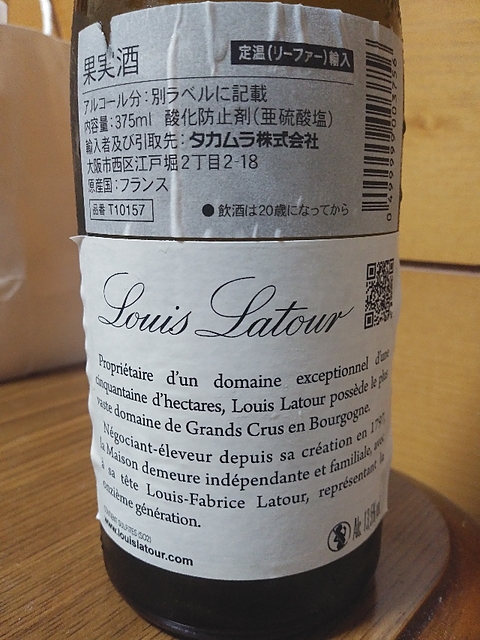 果実酒
定温(リーファー)輸入
アルコール分：別ラベルに記載
内容量：375ml 酸化防止剤(亜硫酸塩)
輸入者及び引取先：タカムラ株式会社
大阪市西区江戸堀2丁目2-18
原産国：フランス
品番 T10157
●飲酒は20歳になってから
Louis Latour
Propriétaire d'un domaine exceptionnel d'une
cinquantaine d'hectares, Louis Latour possède le plus
vaste domaine de Grands Crus en Bourgogne.
Négociant-éleveur depuis sa création en 1797,
la Maison demeure indépendante et familiale, avec
à sa tête Louis-Fabrice Latour, représentant la
onzième génération.
www.louislatour.com